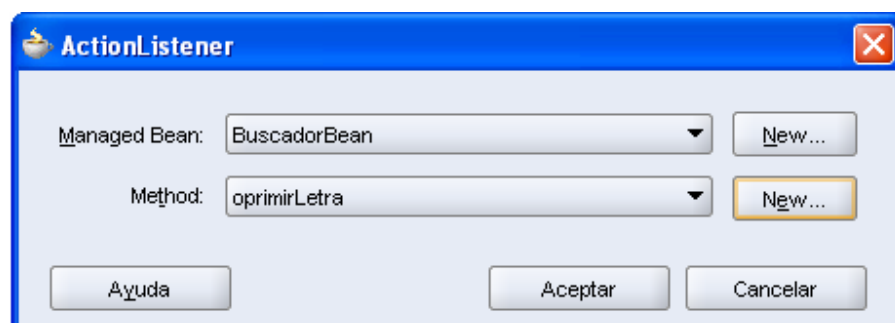 ActionListener
Managed Bean: BuscadorBean New...
Method: oprimirLetra New...
Ayuda Aceptar Cancelar